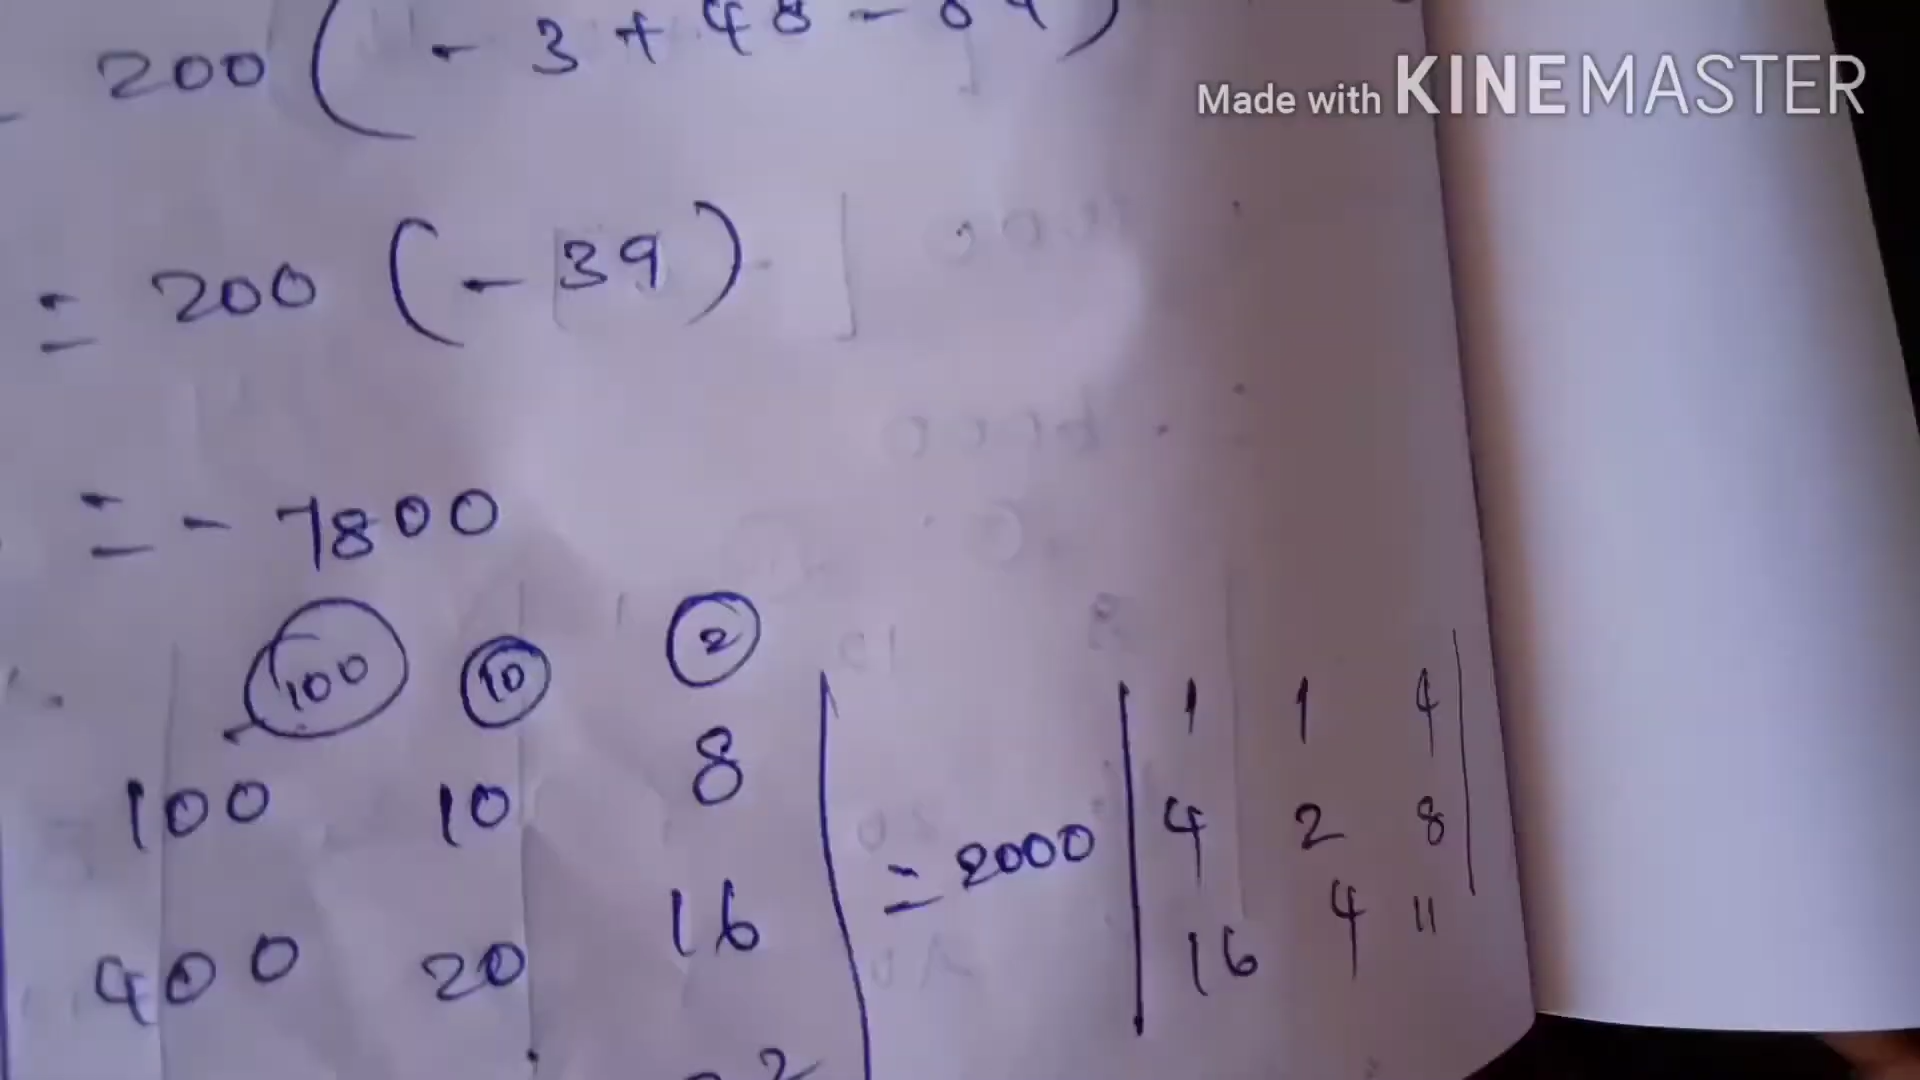 200 ( - 3 + 48 - 84 )
Made with KINEMASTER
= 200 ( - 39 )
= - 7800
100 10 2
100 10 8 | = 2000 | 1 1 4 |
400 20 16 | 4 2 8 |
16 4 11